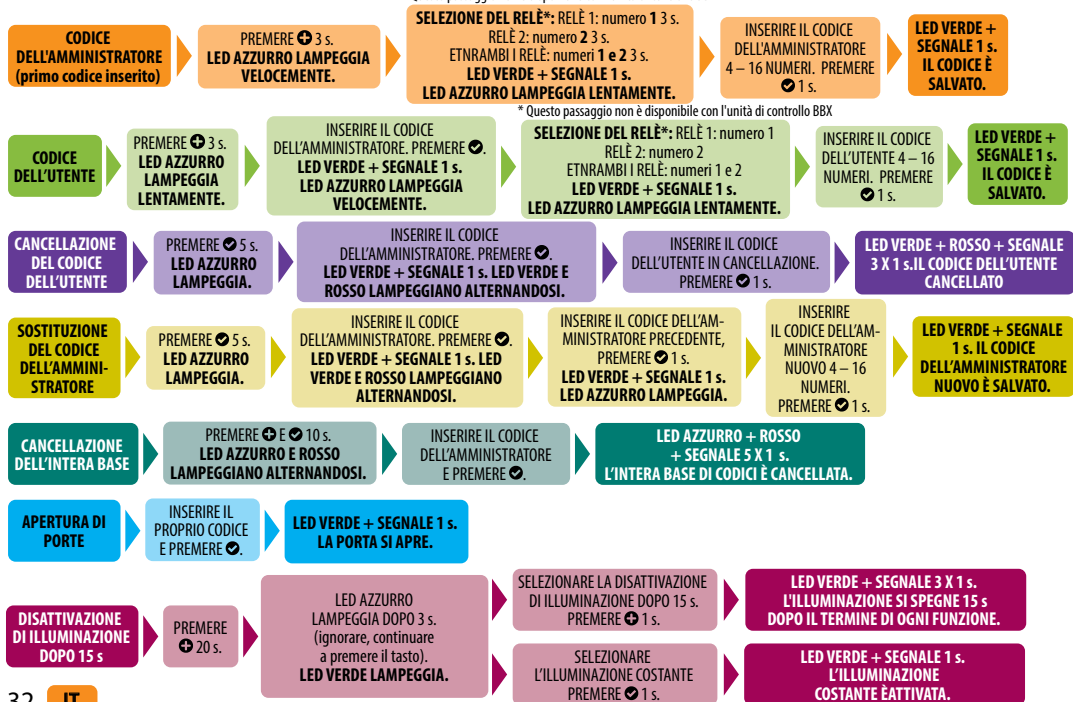 CODICE
DELL'AMMINISTRATORE
(primo codice inserito)
PREMERE 3 s.
LED AZZURRO LAMPEGGIA
VELOCEMENTE.
SELEZIONE DEL RELÈ*: RELÈ 1: numero 1 3 s.
RELÈ 2: numero 2 3 s.
ETNRAMBI I RELÈ: numeri 1 e 2 3 s.
LED VERDE + SEGNALE 1 s.
LED AZZURRO LAMPEGGIA LENTAMENTE.
INSERIRE IL CODICE
DELL'AMMINISTRATORE
4 – 16 NUMERI. PREMERE
1 s.
LED VERDE +
SEGNALE 1 s.
IL CODICE È
SALVATO.
* Questo passaggio non è disponibile con l'unità di controllo BBX
CODICE
DELL'UTENTE
PREMERE 3 s.
LED AZZURRO
LAMPEGGIA
LENTAMENTE.
INSERIRE IL CODICE
DELL'AMMINISTRATORE. PREMERE .
LED VERDE + SEGNALE 1 s.
LED AZZURRO LAMPEGGIA
VELOCEMENTE.
SELEZIONE DEL RELÈ*: RELÈ 1: numero 1
RELÈ 2: numero 2
ETNRAMBI I RELÈ: numeri 1 e 2
LED VERDE + SEGNALE 1 s.
LED AZZURRO LAMPEGGIA LENTAMENTE.
INSERIRE IL CODICE
DELL'UTENTE 4 – 16
NUMERI. PREMERE
1 s.
LED VERDE +
SEGNALE 1 s.
IL CODICE È
SALVATO.
CANCELLAZIONE
DEL CODICE
DELL'UTENTE
PREMERE 5 s.
LED AZZURRO
LAMPEGGIA.
INSERIRE IL CODICE
DELL'AMMINISTRATORE. PREMERE .
LED VERDE + SEGNALE 1 s. LED VERDE E
ROSSO LAMPEGGIANO ALTERNANDOSI.
INSERIRE IL CODICE
DELL'UTENTE IN CANCELLAZIONE.
PREMERE 1 s.
LED VERDE + ROSSO + SEGNALE
3 X 1 s.IL CODICE DELL'UTENTE
CANCELLATO
SOSTITUZIONE
DEL CODICE
DELL'AMMINI-
STRATORE
PREMERE 5 s.
LED AZZURRO
LAMPEGGIA.
INSERIRE IL CODICE
DELL'AMMINISTRATORE. PREMERE .
LED VERDE + SEGNALE 1 s. LED
VERDE E ROSSO LAMPEGGIANO
ALTERNANDOSI.
INSERIRE IL CODICE DELL'AM-
MINISTRATORE PRECEDENTE,
PREMERE 1 s.
LED VERDE + SEGNALE 1 s.
LED AZZURRO LAMPEGGIA.
INSERIRE
IL CODICE DELL'AM-
MINISTRATORE
NUOVO 4 – 16
NUMERI.
PREMERE 1 s.
LED VERDE + SEGNALE
1 s. IL CODICE
DELL'AMMINISTRATORE
NUOVO È SALVATO.
CANCELLAZIONE
DELL'INTERA BASE
PREMERE E 10 s.
LED AZZURRO E ROSSO
LAMPEGGIANO ALTERNANDOSI.
INSERIRE IL CODICE
DELL'AMMINISTRATORE
E PREMERE .
LED AZZURRO + ROSSO
+ SEGNALE 5 X 1 s.
L'INTERA BASE DI CODICI È CANCELLATA.
APERTURA DI
PORTE
INSERIRE IL
PROPRIO CODICE
E PREMERE .
LED VERDE + SEGNALE 1 s.
LA PORTA SI APRE.
DISATTIVAZIONE
DI ILLUMINAZIONE
DOPO 15 s
PREMERE
20 s.
LED AZZURRO
LAMPEGGIA DOPO 3 s.
(ignorare, continuare
a premere il tasto).
LED VERDE LAMPEGGIA.
SELEZIONARE LA DISATTIVAZIONE
DI ILLUMINAZIONE DOPO 15 s.
PREMERE 1 s.
LED VERDE + SEGNALE 3 X 1 s.
L'ILLUMINAZIONE SI SPEGNE 15 s
DOPO IL TERMINE DI OGNI FUNZIONE.
SELEZIONARE
L'ILLUMINAZIONE COSTANTE
PREMERE 1 s.
LED VERDE + SEGNALE 1 s.
L'ILLUMINAZIONE
COSTANTE ÈATTIVATA.
32 IT